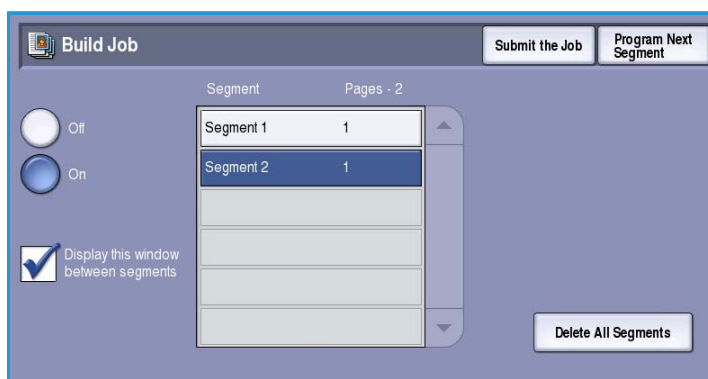 Build Job
Submit the Job
Program Next
Segment
Segment Pages - 2
Off
Segment 1 1
On
Segment 2 1
Display this window
between segments
Delete All Segments